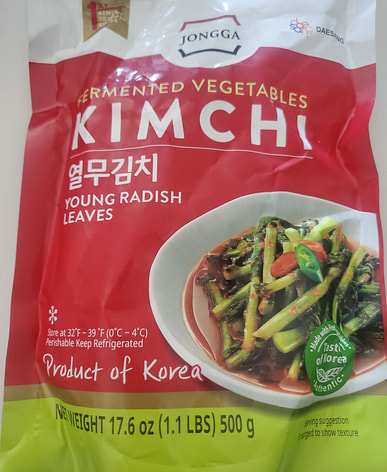 JONGGA
DAESANG
FERMENTED VEGETABLES
KIMCHI
열무김치
YOUNG RADISH
LEAVES
Store at 32°F ~ 39 °F (0°C ~ 4°C)
Perishable Keep Refrigerated
Product of Korea
Taste
of Korea
Authentic
NET WEIGHT 17.6 oz (1.1 LBS) 500 g
serving suggestion
enlarged to show texture